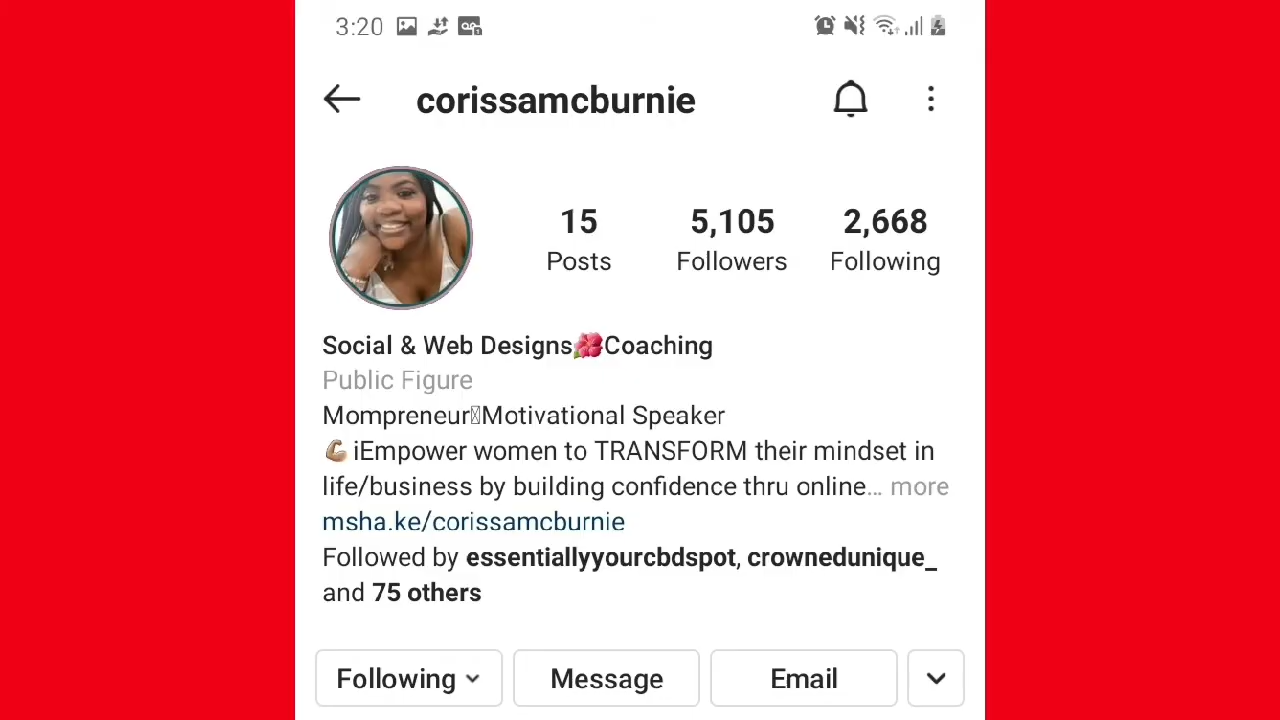 3:20
corissamcburnie
15 5,105 2,668
Posts Followers Following
Social & Web Designs🌺Coaching
Public Figure
Mompreneur▯Motivational Speaker
💪🏽 iEmpower women to TRANSFORM their mindset in
life/business by building confidence thru online... more
msha.ke/corissamcburnie
Followed by essentiallyyourcbdspot, crownedunique_
and 75 others
Following Message Email